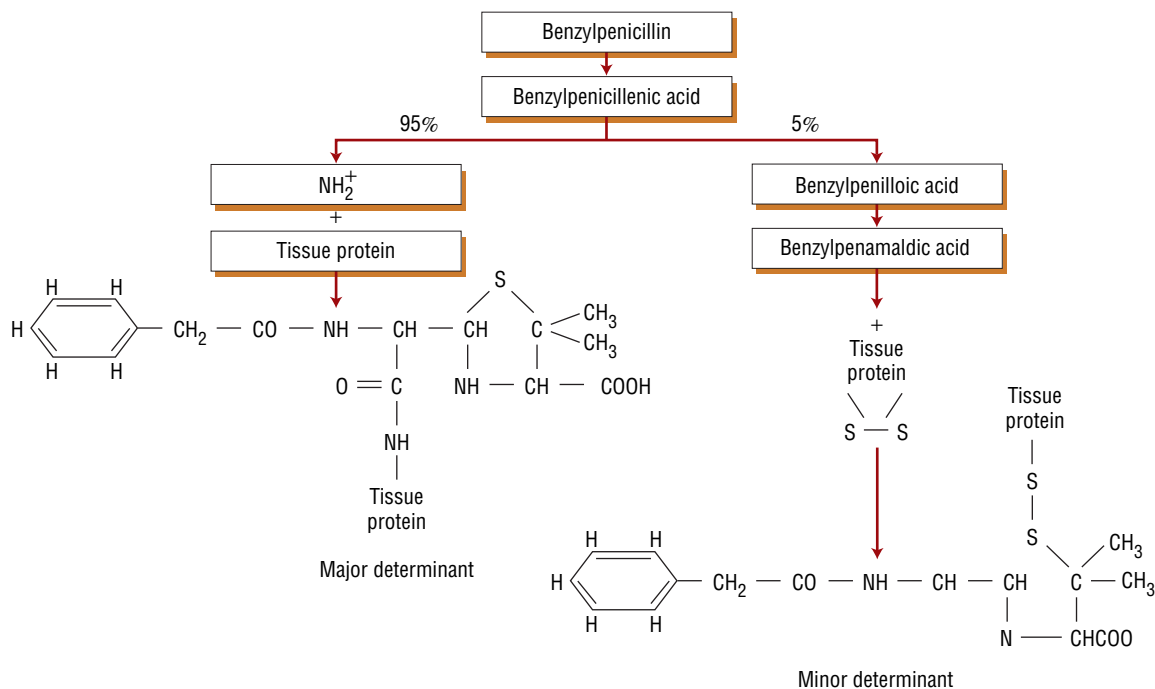 Benzylpenicillin
Benzylpenicillenic acid
95%
5%
NH₂⁺
+
Tissue protein
Benzylpenilloic acid
Benzylpenamaldic acid
+
Tissue
protein
S — S
H H
H
H H
CH₂ — CO — NH — CH — CH
S
C
CH₃
CH₃
O = C
NH — CH — COOH
NH
Tissue
protein
Major determinant
Tissue
protein
S
S
H H
H
H H
CH₂ — CO — NH — CH — CH
C
CH₃
CH₃
N — CHCOO
Minor determinant